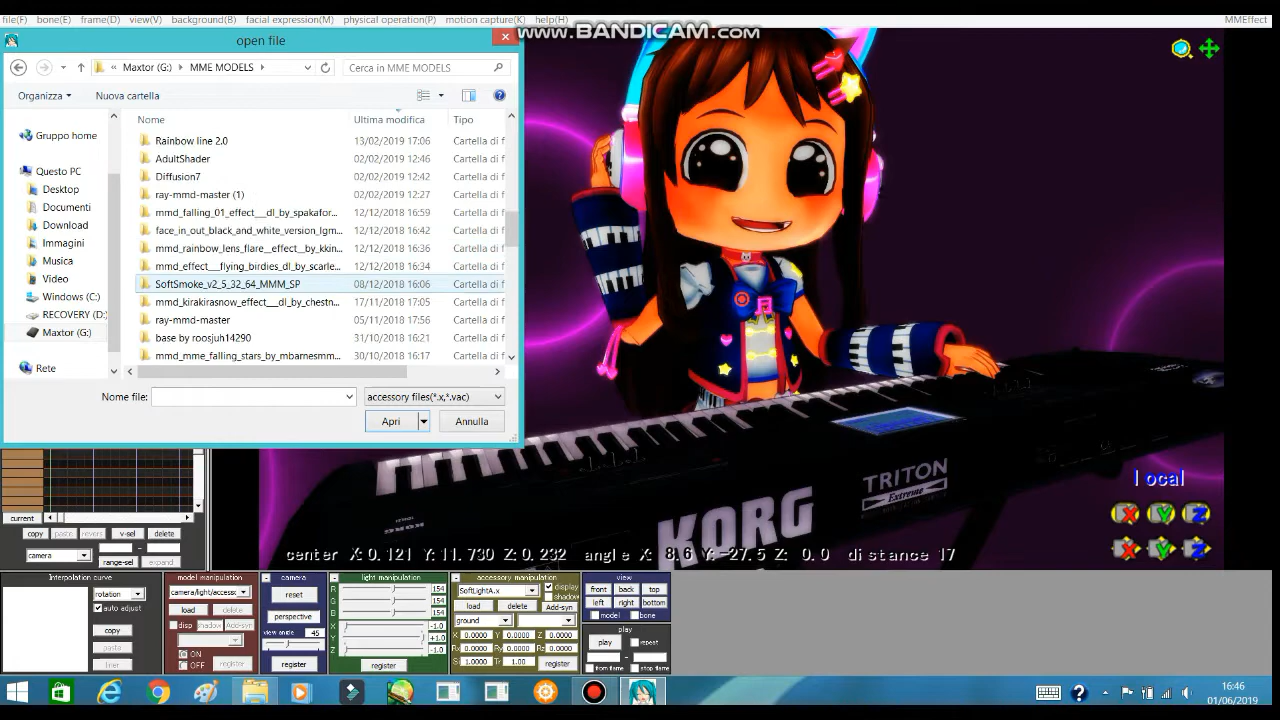 file(F) bone(E) frame(D) view(V) background(B) facial expression(M) physical operation(P) motion capture(K) help(H) MMEffect
www.BANDICAM.com
open file
« Maxtor (G:) MME MODELS
Cerca in MME MODELS
Organizza Nuova cartella
Nome Ultima modifica Tipo
Rainbow line 2.0 13/02/2019 17:06 Cartella di f
AdultShader 02/02/2019 12:46 Cartella di f
Diffusion7 02/02/2019 12:42 Cartella di f
ray-mmd-master (1) 02/02/2019 12:27 Cartella di f
mmd_falling_01_effect__dl_by_spakafor... 12/12/2018 16:59 Cartella di f
face_in_out_black_and_white_version_lgm... 12/12/2018 16:42 Cartella di f
mmd_rainbow_lens_flare__effect__by_kkin... 12/12/2018 16:36 Cartella di f
mmd_effect__flying_birdies_dl_by_scarle... 12/12/2018 16:34 Cartella di f
SoftSmoke_v2_5_32_64_MMM_SP 08/12/2018 16:06 Cartella di f
mmd_kirakirasnow_effect__dl_by_chestn... 17/11/2018 17:05 Cartella di f
ray-mmd-master 05/11/2018 17:56 Cartella di f
base by roosjuh14290 31/10/2018 16:21 Cartella di f
mmd_mme_falling_stars_by_mbarnesmm... 30/10/2018 16:17 Cartella di f
Gruppo home
Questo PC
Desktop
Documenti
Download
Immagini
Musica
Video
Windows (C:)
RECOVERY (D:)
Maxtor (G:)
Rete
Nome file: accessory files(*.x,*.vac)
Apri Annulla
TRITON
Extreme
KORG
local
X Y Z
X Y Z
center X: 0.121 Y: 11.730 Z: 0.232 angle X: 8.6 Y: -27.5 Z: 0.0 distance 17
current
copy paste revers v-sel delete
camera
range-sel expand
Interpolation curve
rotation
auto adjust
copy
paste
liner
model manipulation
camera/light/access
load delete
disp shadow Add-syn
ON
OFF
register
camera
reset
perspective
view angle 45
register
light manipulation
R 154
G 154
B 154
X -1.0
Y +1.0
Z -1.0
register
accessory manipulation
SoftLightA.x display
shadow
load delete Add-syn
ground
X 0.0000 Y 0.0000 Z 0.0000
Rx 0.0000 Ry 0.0000 Rz 0.0000
Si 1.0000 Tr 1.00 register
view
front back top
left right bottom
model bone
play
play repeat
from flame stop flame
16:46
01/06/2019